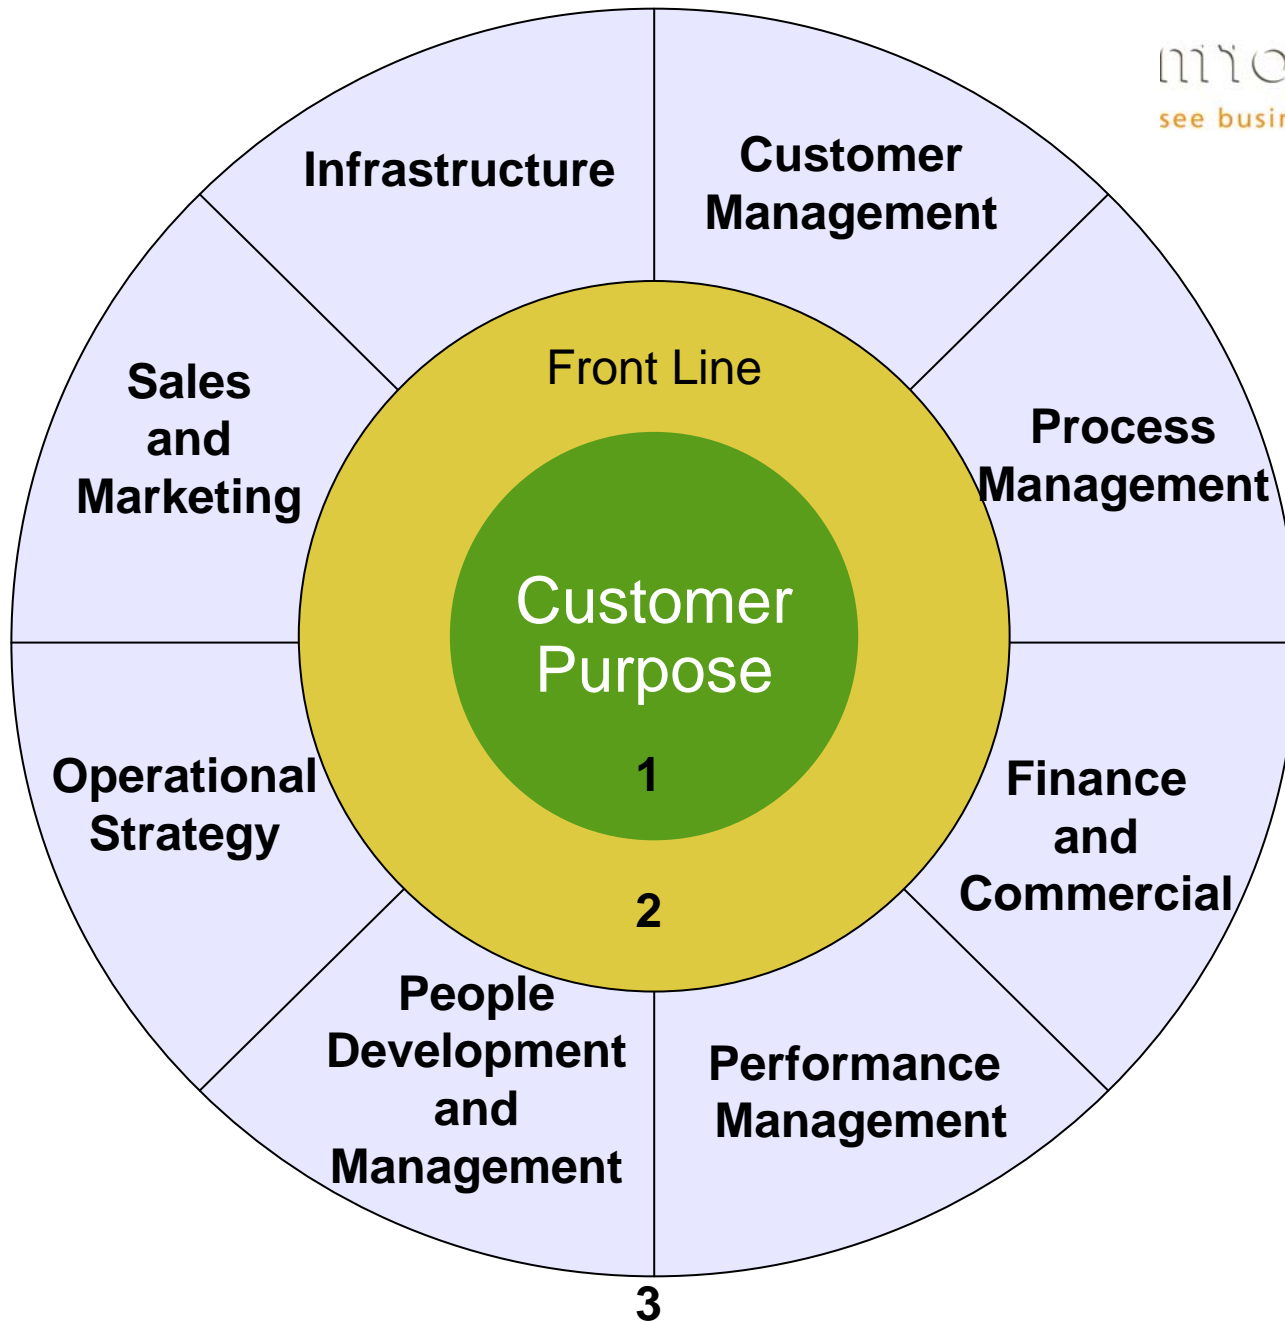 see
Infrastructure
Customer
Management
Sales
and
Marketing
Front Line
Process
Management
Customer
Purpose
1
Operational
Strategy
Finance
and
Commercial
2
People
Development
and
Management
Performance
Management
3